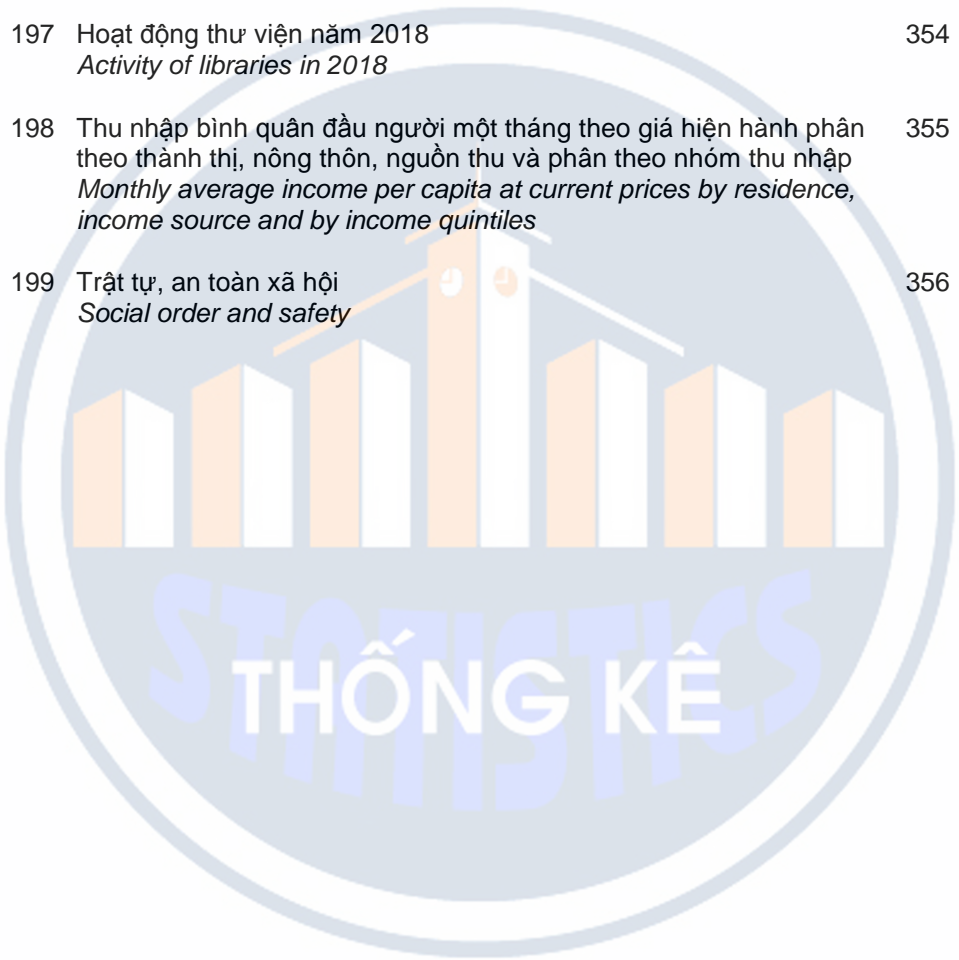 197 Hoạt động thư viện năm 2018 354
Activity of libraries in 2018
198 Thu nhập bình quân đầu người một tháng theo giá hiện hành phân 355
theo thành thị, nông thôn, nguồn thu và phân theo nhóm thu nhập
Monthly average income per capita at current prices by residence,
income source and by income quintiles
199 Trật tự, an toàn xã hội 356
Social order and safety
STATISTICS
THỐNG KÊ